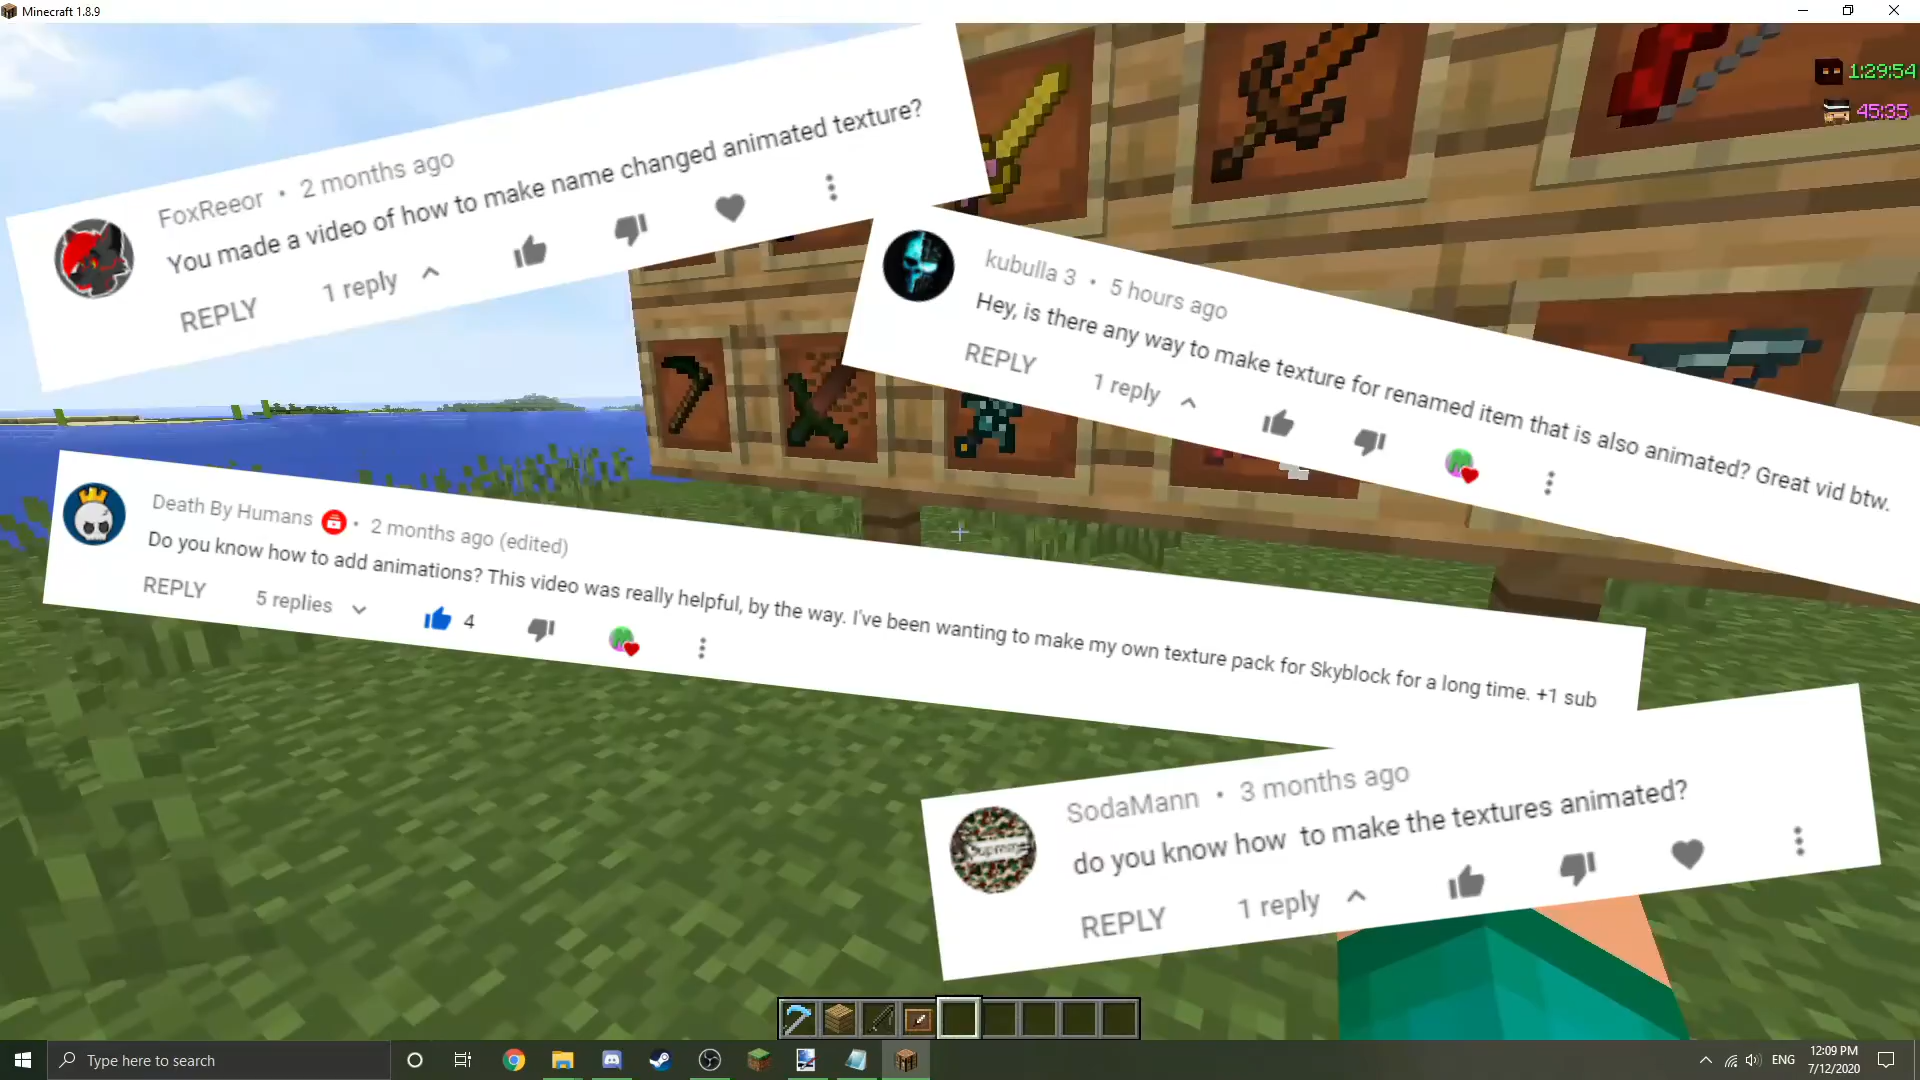 Minecraft 1.8.9
1:29:54
45:35
FoxReeor • 2 months ago
You made a video of how to make name changed animated texture?
REPLY 1 reply
kubulla 3 • 5 hours ago
Hey, is there any way to make texture for renamed item that is also animated? Great vid btw.
REPLY 1 reply
Death By Humans • 2 months ago (edited)
Do you know how to add animations? This video was really helpful, by the way. I've been wanting to make my own texture pack for Skyblock for a long time. +1 sub
REPLY 5 replies 4
SodaMann • 3 months ago
do you know how to make the textures animated?
Supreme
REPLY 1 reply
Type here to search
ENG
12:09 PM
7/12/2020